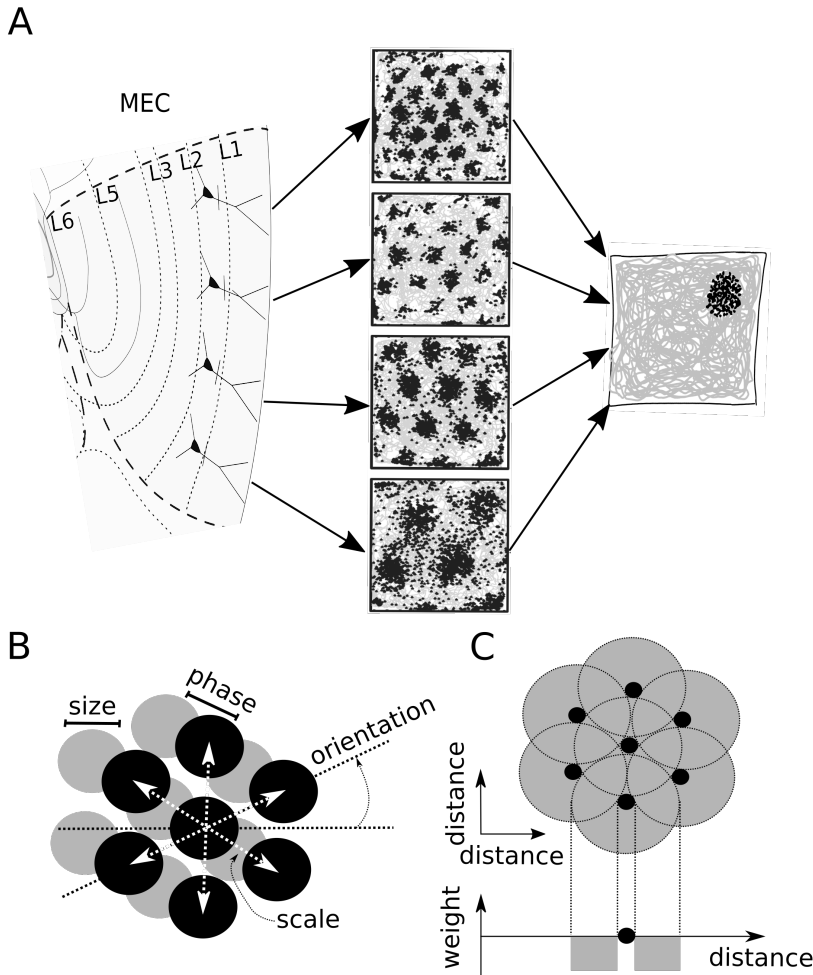 A
MEC
L1
L2
L3
L5
L6
B
C
phase
size
orientation
scale
distance
distance
weight
distance